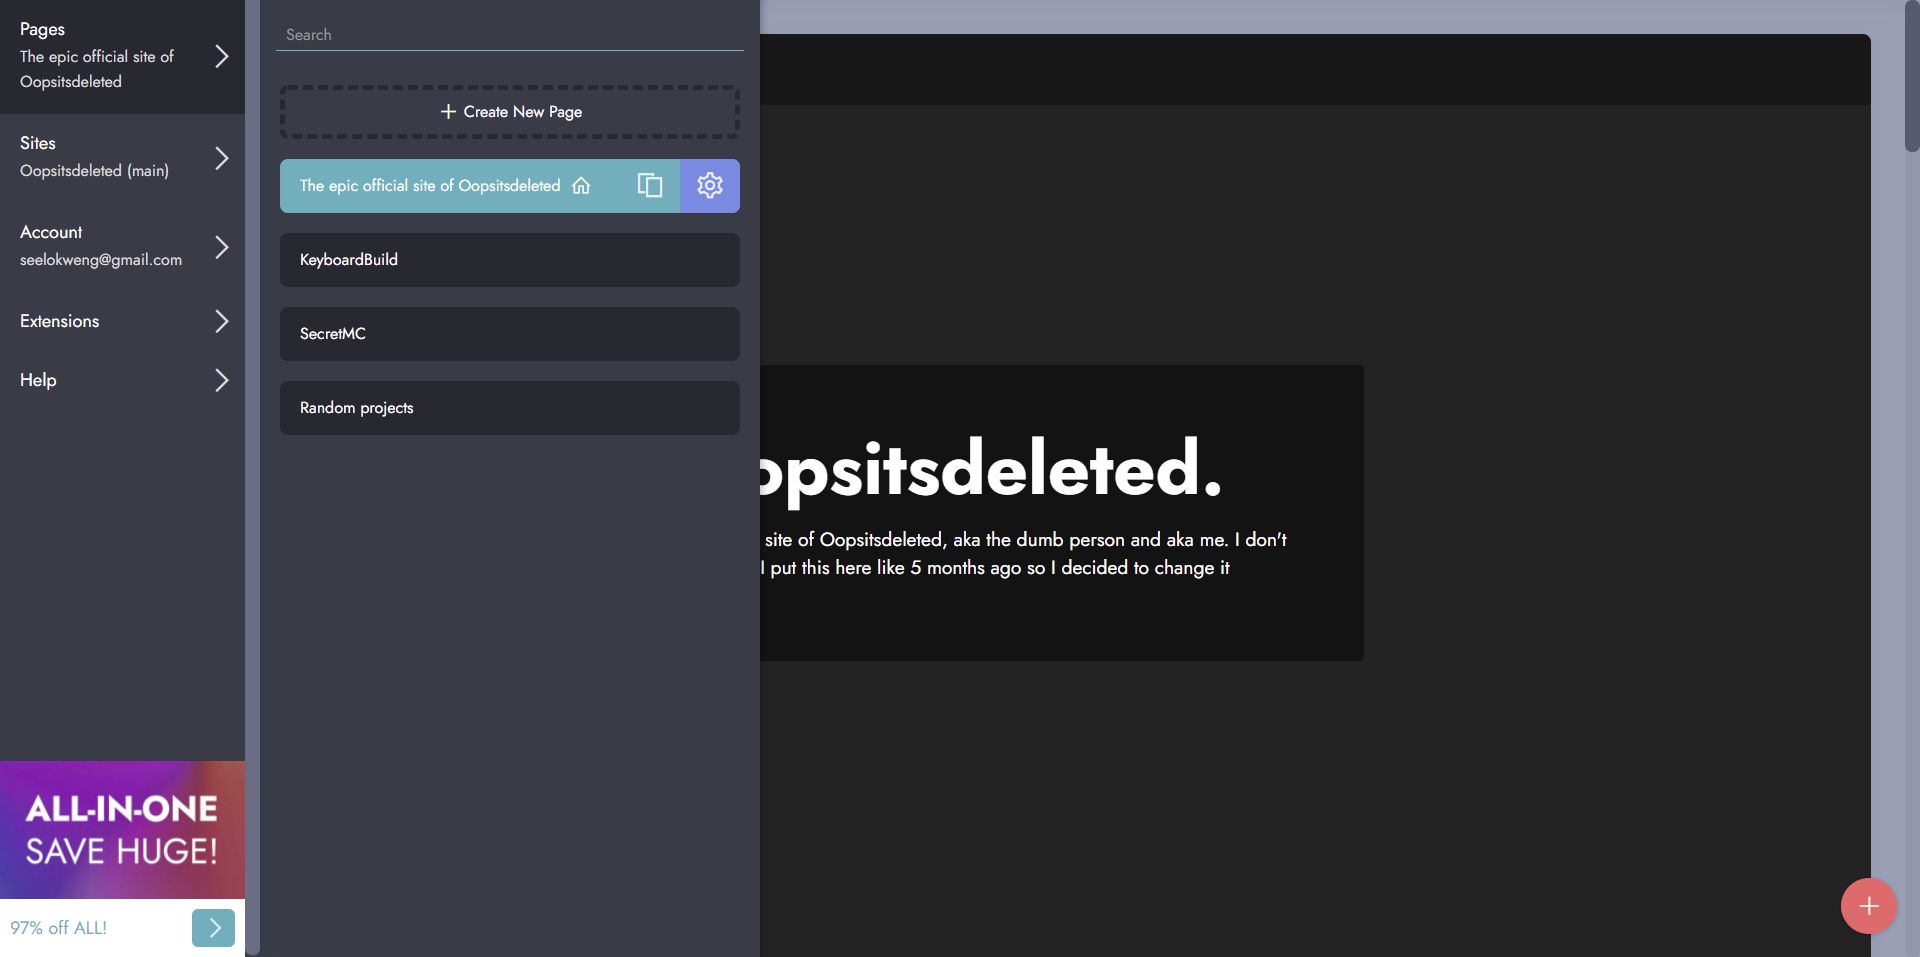 Pages
The epic official site of
Oopsitsdeleted
Sites
Oopsitsdeleted (main)
Account
seelokweng@gmail.com
Extensions
Help
ALL-IN-ONE
SAVE HUGE!
97% off ALL!
Search
Create New Page
The epic official site of Oopsitsdeleted
KeyboardBuild
SecretMC
Random projects
opsitsdeleted.
site of Oopsitsdeleted, aka the dumb person and aka me. I don't
I put this here like 5 months ago so I decided to change it